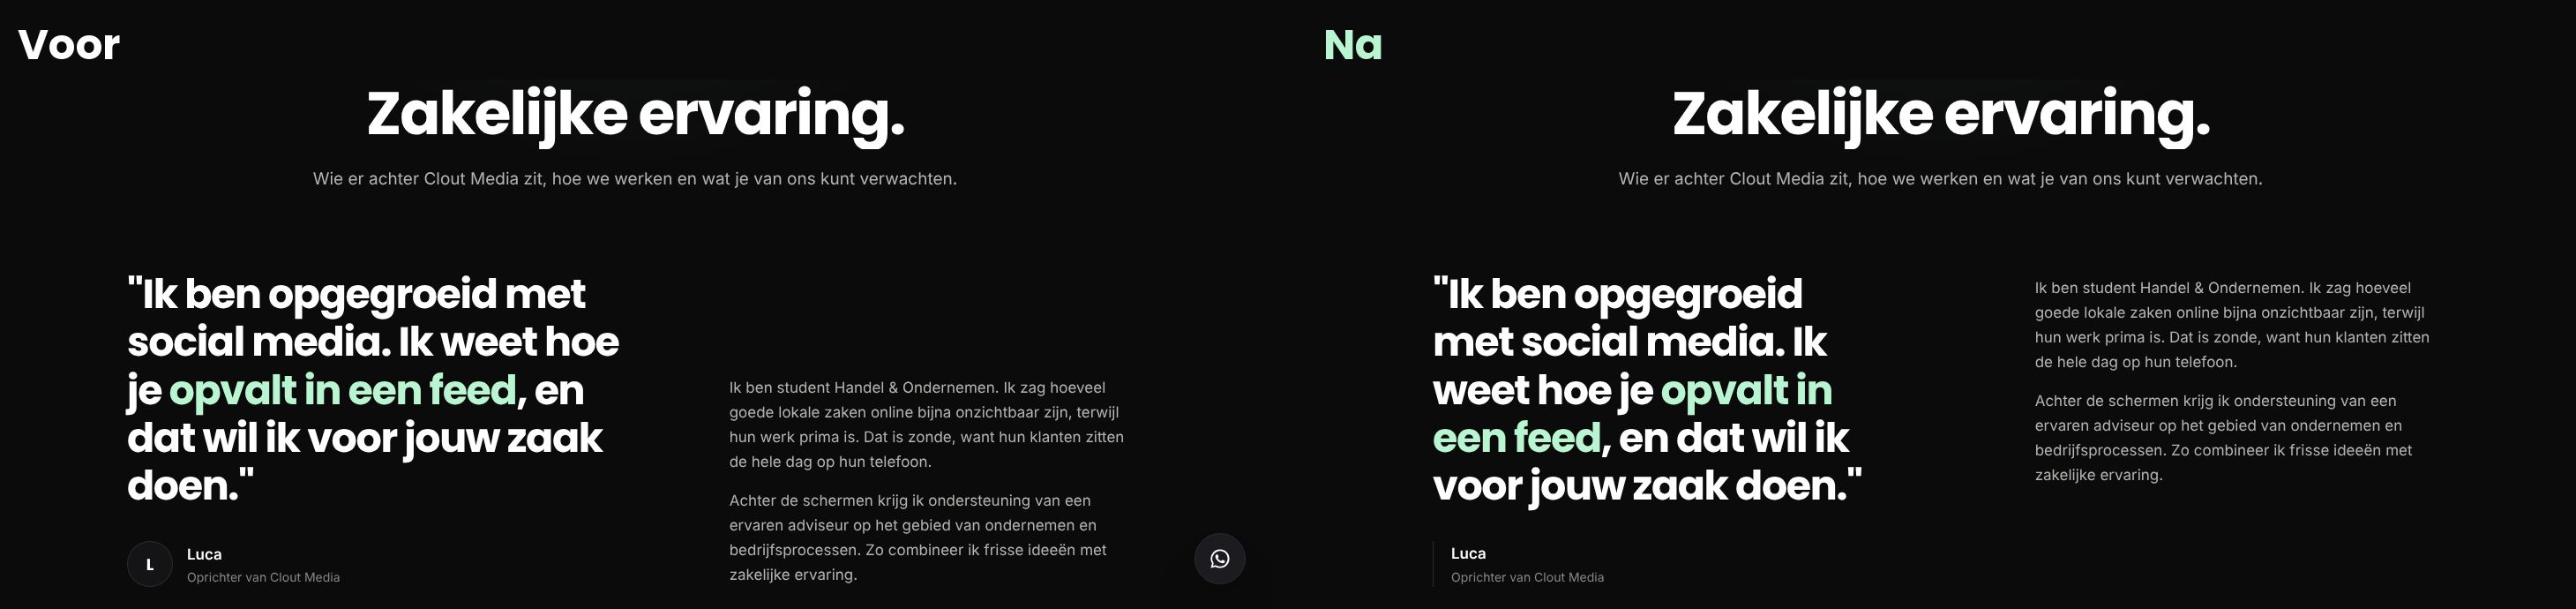 Voor
Zakelijke ervaring.
Wie er achter Clout Media zit, hoe we werken en wat je van ons kunt verwachten.
"Ik ben opgegroeid met
social media. Ik weet hoe
je opvalt in een feed, en
dat wil ik voor jouw zaak
doen."
L
Luca
Oprichter van Clout Media
Ik ben student Handel & Ondernemen. Ik zag hoeveel
goede lokale zaken online bijna onzichtbaar zijn, terwijl
hun werk prima is. Dat is zonde, want hun klanten zitten
de hele dag op hun telefoon.
Achter de schermen krijg ik ondersteuning van een
ervaren adviseur op het gebied van ondernemen en
bedrijfsprocessen. Zo combineer ik frisse ideeën met
zakelijke ervaring.
Na
Zakelijke ervaring.
Wie er achter Clout Media zit, hoe we werken en wat je van ons kunt verwachten.
"Ik ben opgegroeid
met social media. Ik
weet hoe je opvalt in
een feed, en dat wil ik
voor jouw zaak doen."
Luca
Oprichter van Clout Media
Ik ben student Handel & Ondernemen. Ik zag hoeveel
goede lokale zaken online bijna onzichtbaar zijn, terwijl
hun werk prima is. Dat is zonde, want hun klanten zitten
de hele dag op hun telefoon.
Achter de schermen krijg ik ondersteuning van een
ervaren adviseur op het gebied van ondernemen en
bedrijfsprocessen. Zo combineer ik frisse ideeën met
zakelijke ervaring.